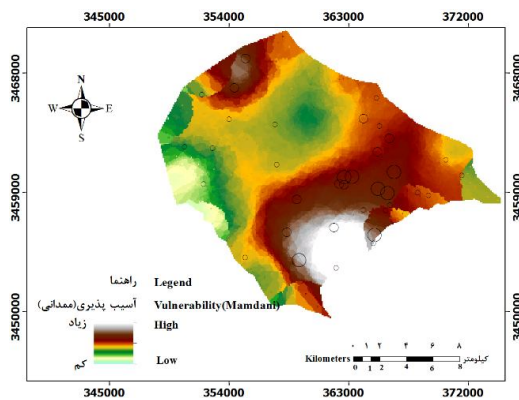 345000 354000 363000 372000
3468000 3468000
N
W E
S
3459000 3459000
راهنما Legend
آسیب پذیری(ممدانی) Vulnerability(Mamdani)
زیاد High
کم Low
3450000 3450000
۰ ۱ ۲ ۴ ۶ ۸
Kilometers کیلومتر
0 1 2 4 6 8
345000 354000 363000 372000